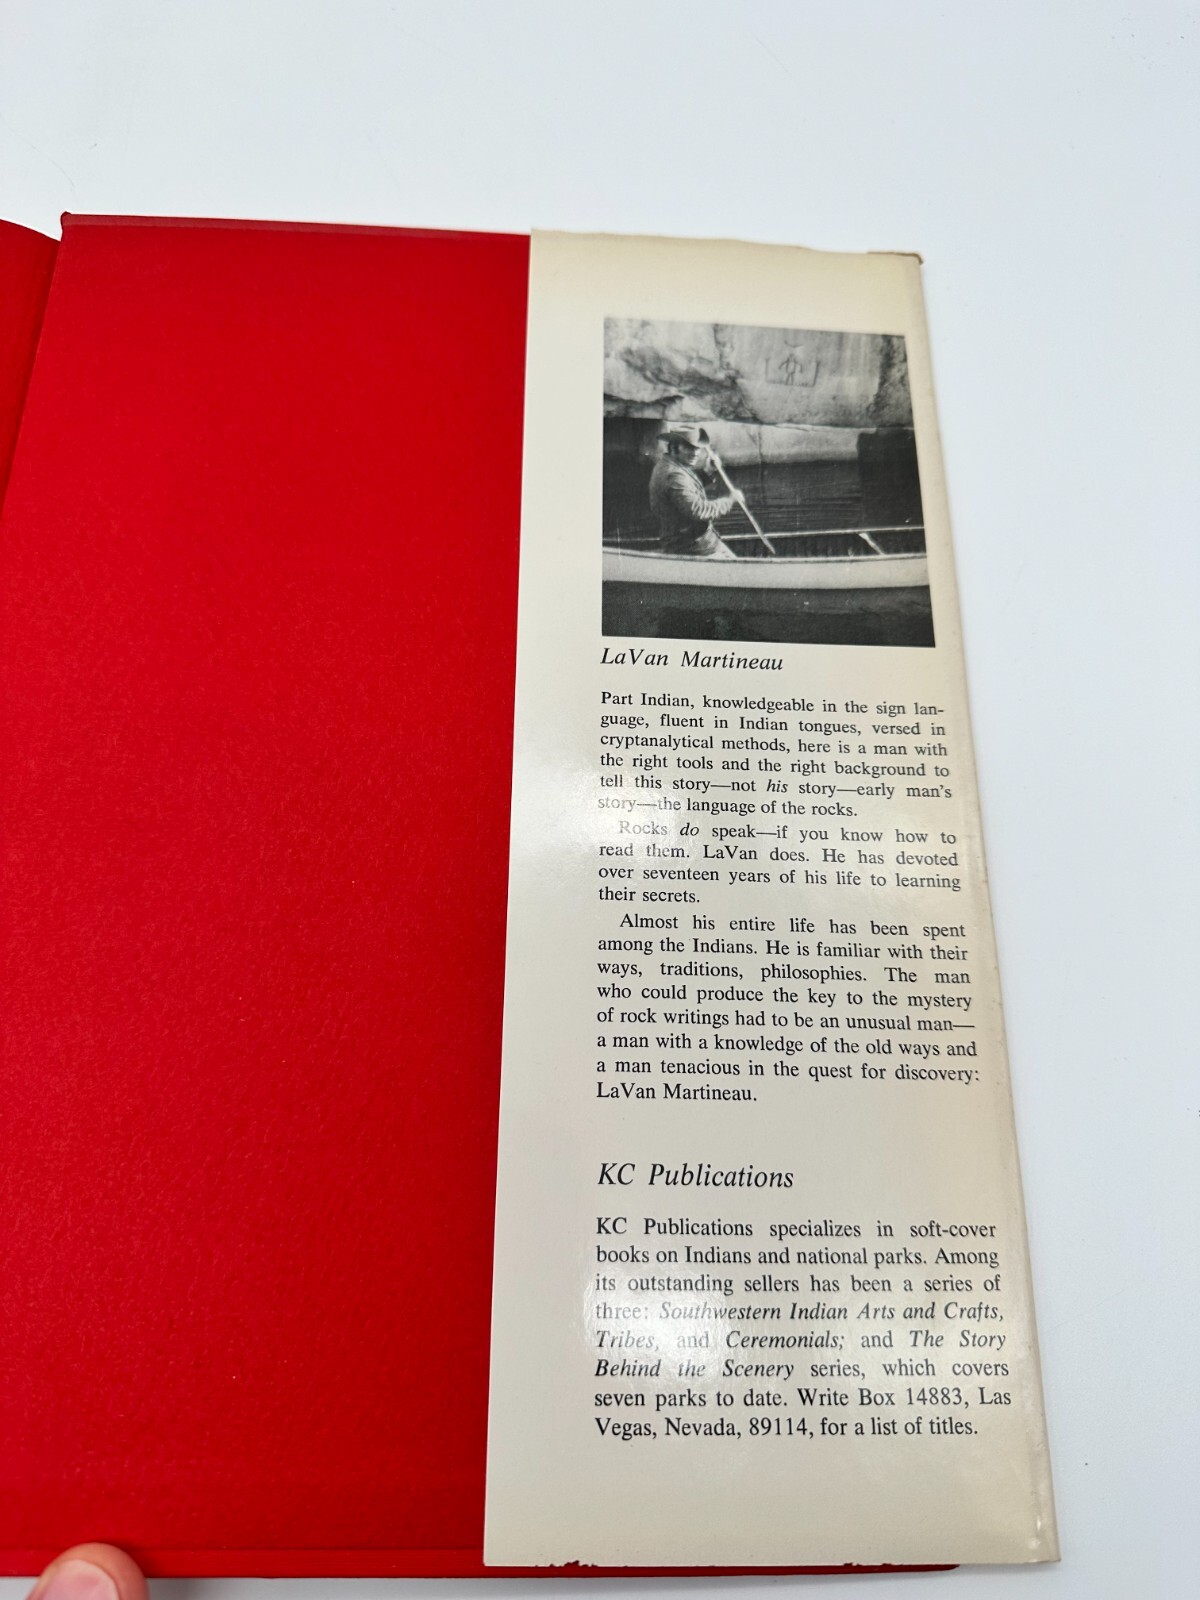 LaVan Martineau
Part Indian, knowledgeable in the sign lan-
guage, fluent in Indian tongues, versed in
cryptanalytical methods, here is a man with
the right tools and the right background to
tell this story—not his story—early man's
story—the language of the rocks.
Rocks do speak—if you know how to
read them. LaVan does. He has devoted
over seventeen years of his life to learning
their secrets.
Almost his entire life has been spent
among the Indians. He is familiar with their
ways, traditions, philosophies. The man
who could produce the key to the mystery
of rock writings had to be an unusual man—
a man with a knowledge of the old ways and
a man tenacious in the quest for discovery:
LaVan Martineau.
KC Publications
KC Publications specializes in soft-cover
books on Indians and national parks. Among
its outstanding sellers has been a series of
three: Southwestern Indian Arts and Crafts,
Tribes, and Ceremonials; and The Story
Behind the Scenery series, which covers
seven parks to date. Write Box 14883, Las
Vegas, Nevada, 89114, for a list of titles.